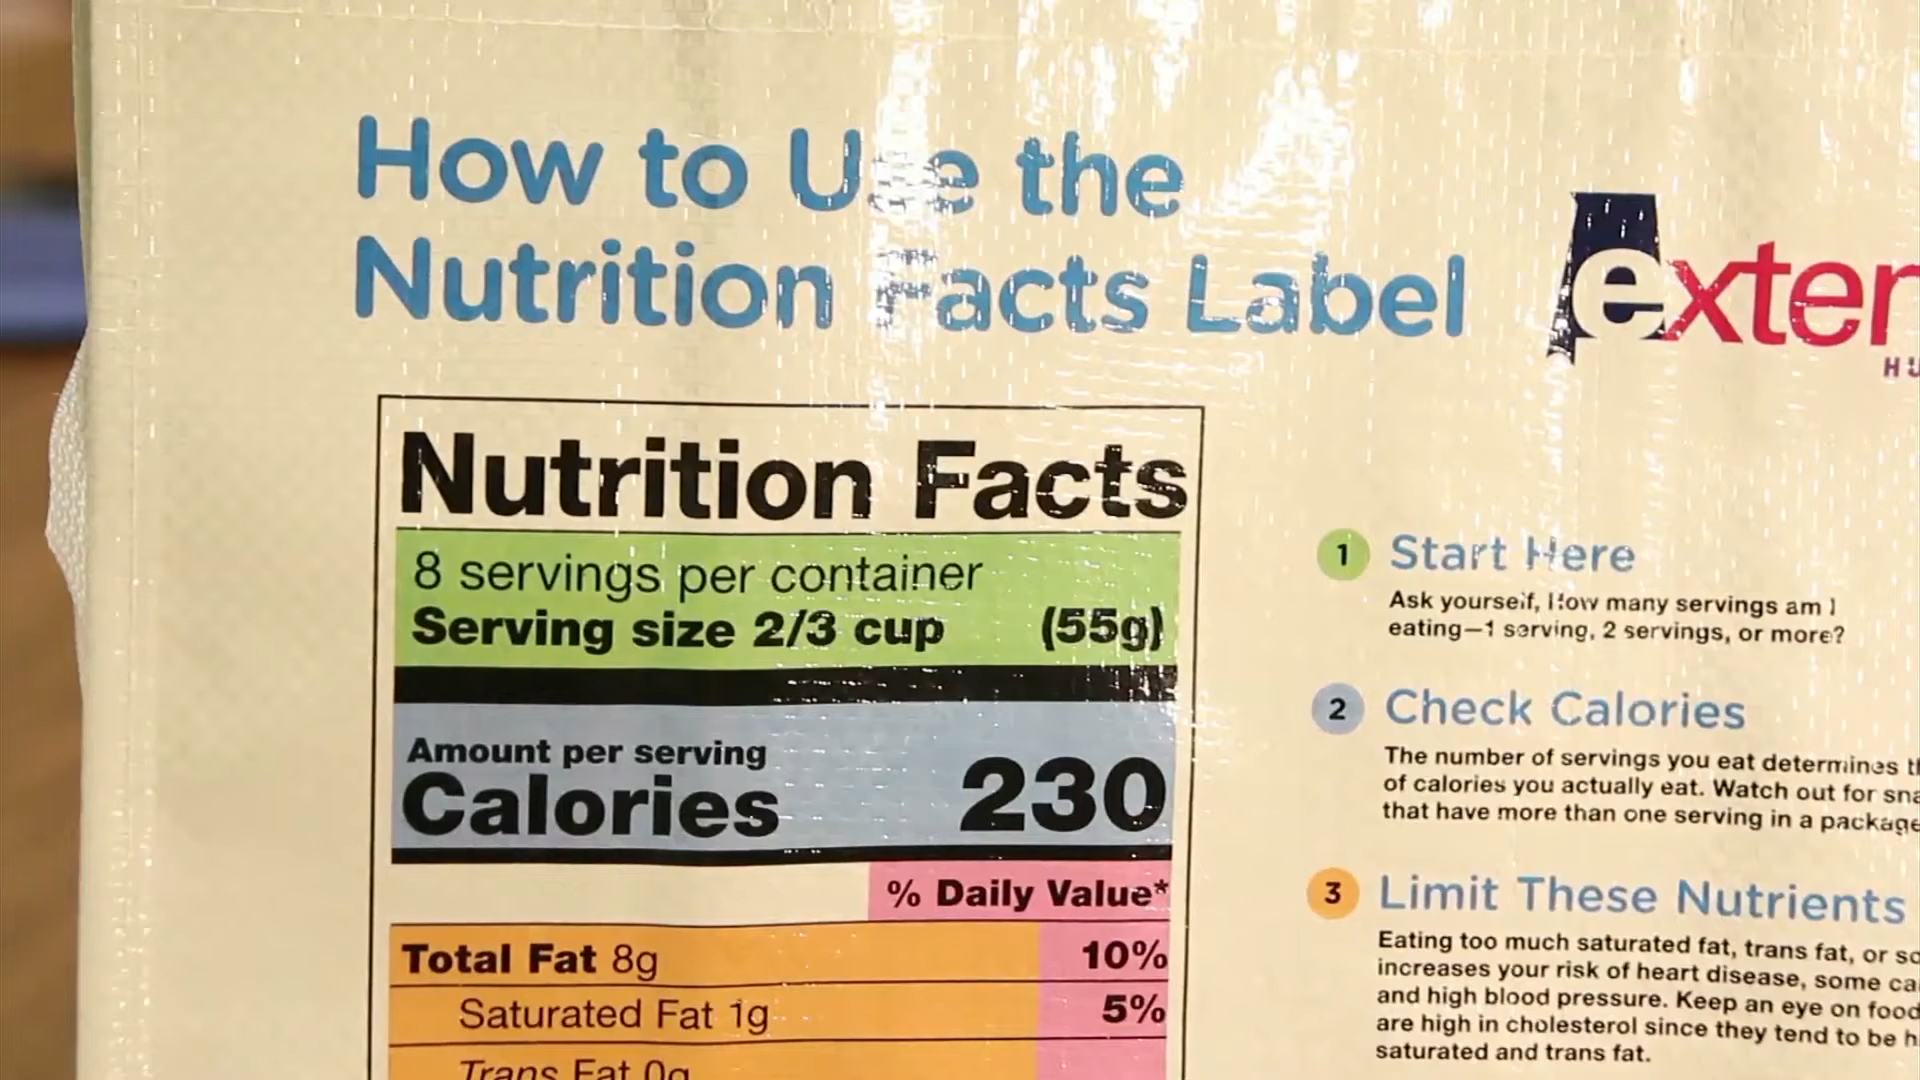 How to Use the
Nutrition Facts Label
exten
HU
Nutrition Facts
8 servings per container
Serving size 2/3 cup (55g)
Amount per serving
Calories 230
% Daily Value*
Total Fat 8g 10%
Saturated Fat 1g 5%
Trans Fat 0g
1 Start Here
Ask yourself, How many servings am I
eating—1 serving, 2 servings, or more?
2 Check Calories
The number of servings you eat determines
of calories you actually eat. Watch out for
that have more than one serving in a package
3 Limit These Nutrients
Eating too much saturated fat, trans fat, or
increases your risk of heart disease, some
and high blood pressure. Keep an eye on
are high in cholesterol since they tend to be
saturated and trans fat.